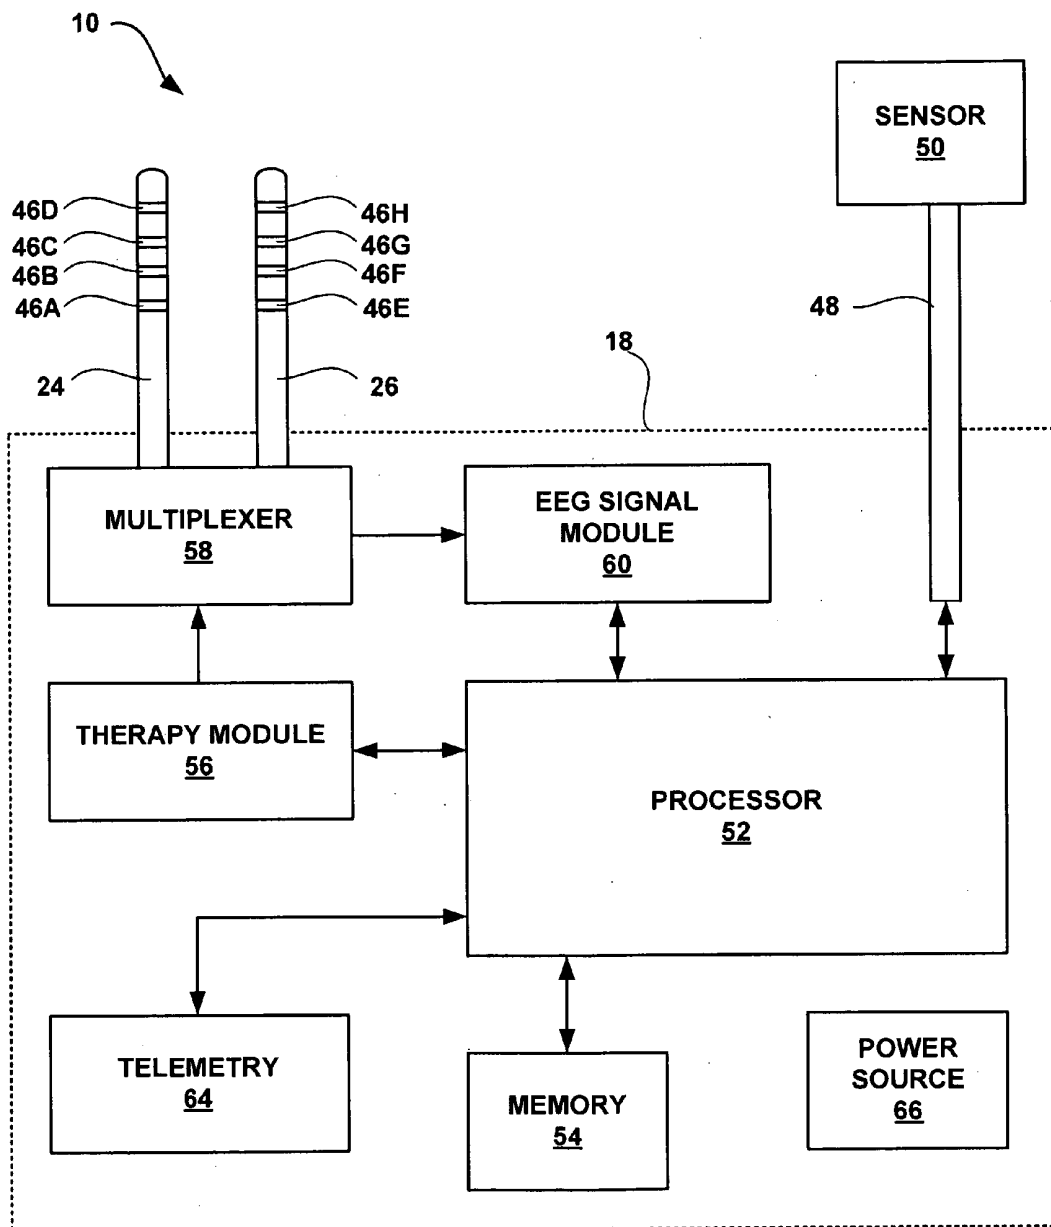 10
SENSOR
50
46D
46H
46C
46G
46B
46F
46A
46E
48
18
24
26
MULTIPLEXER
58
EEG SIGNAL
MODULE
60
THERAPY MODULE
56
PROCESSOR
52
TELEMETRY
64
MEMORY
54
POWER
SOURCE
66